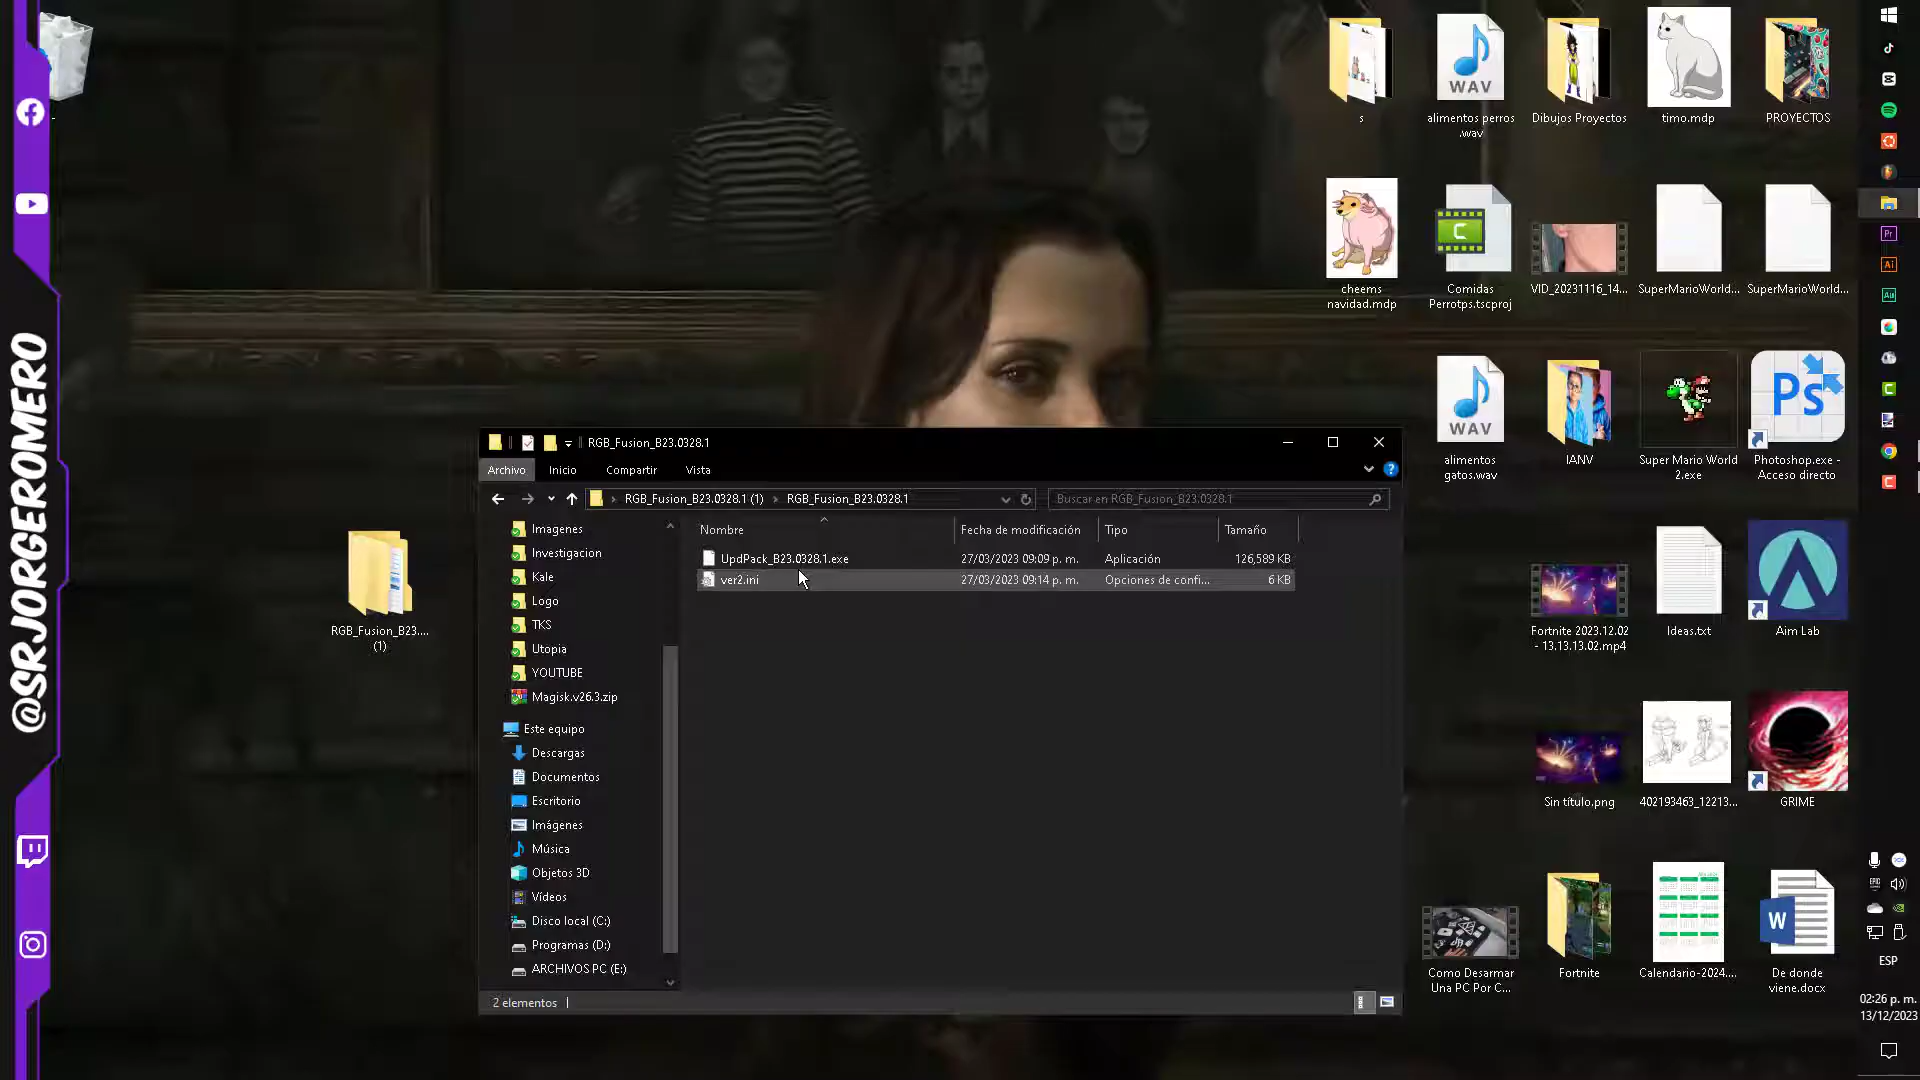 @SRJORGEROMERO
s
alimentos perros
.wav
WAV
Dibujos Proyectos
timo.mdp
PROYECTOS
cheems
navidad.mdp
C
Comidas
Perrotps.tscproj
VID_20231116_14...
SuperMarioWorld...
SuperMarioWorld...
WAV
alimentos
gatos.wav
IANV
Super Mario World
2.exe
Ps
Photoshop.exe -
Acceso directo
Fortnite 2023.12.02
- 13.13.13.02.mp4
Ideas.txt
Aim Lab
Sin título.png
402193463_12213...
GRIME
Como Desarmar
Una PC Por C...
Fortnite
Calendario-2024....
W
De donde
viene.docx
RGB_Fusion_B23....
(1)
RGB_Fusion_B23.0328.1
Archivo
Inicio
Compartir
Vista
RGB_Fusion_B23.0328.1 (1)
RGB_Fusion_B23.0328.1
Buscar en RGB_Fusion_B23.0328.1
Nombre
Fecha de modificación
Tipo
Tamaño
UpdPack_B23.0328.1.exe
27/03/2023 09:09 p. m.
Aplicación
126,589 KB
ver2.ini
27/03/2023 09:14 p. m.
Opciones de confi...
6 KB
Imagenes
Investigacion
Kale
Logo
TKS
Utopia
YOUTUBE
Magisk.v26.3.zip
Este equipo
Descargas
Documentos
Escritorio
Imágenes
Música
Objetos 3D
Vídeos
Disco local (C:)
Programas (D:)
ARCHIVOS PC (E:)
2 elementos
Pr
Ai
Au
C
EPIC
ESP
02:26 p. m.
13/12/2023